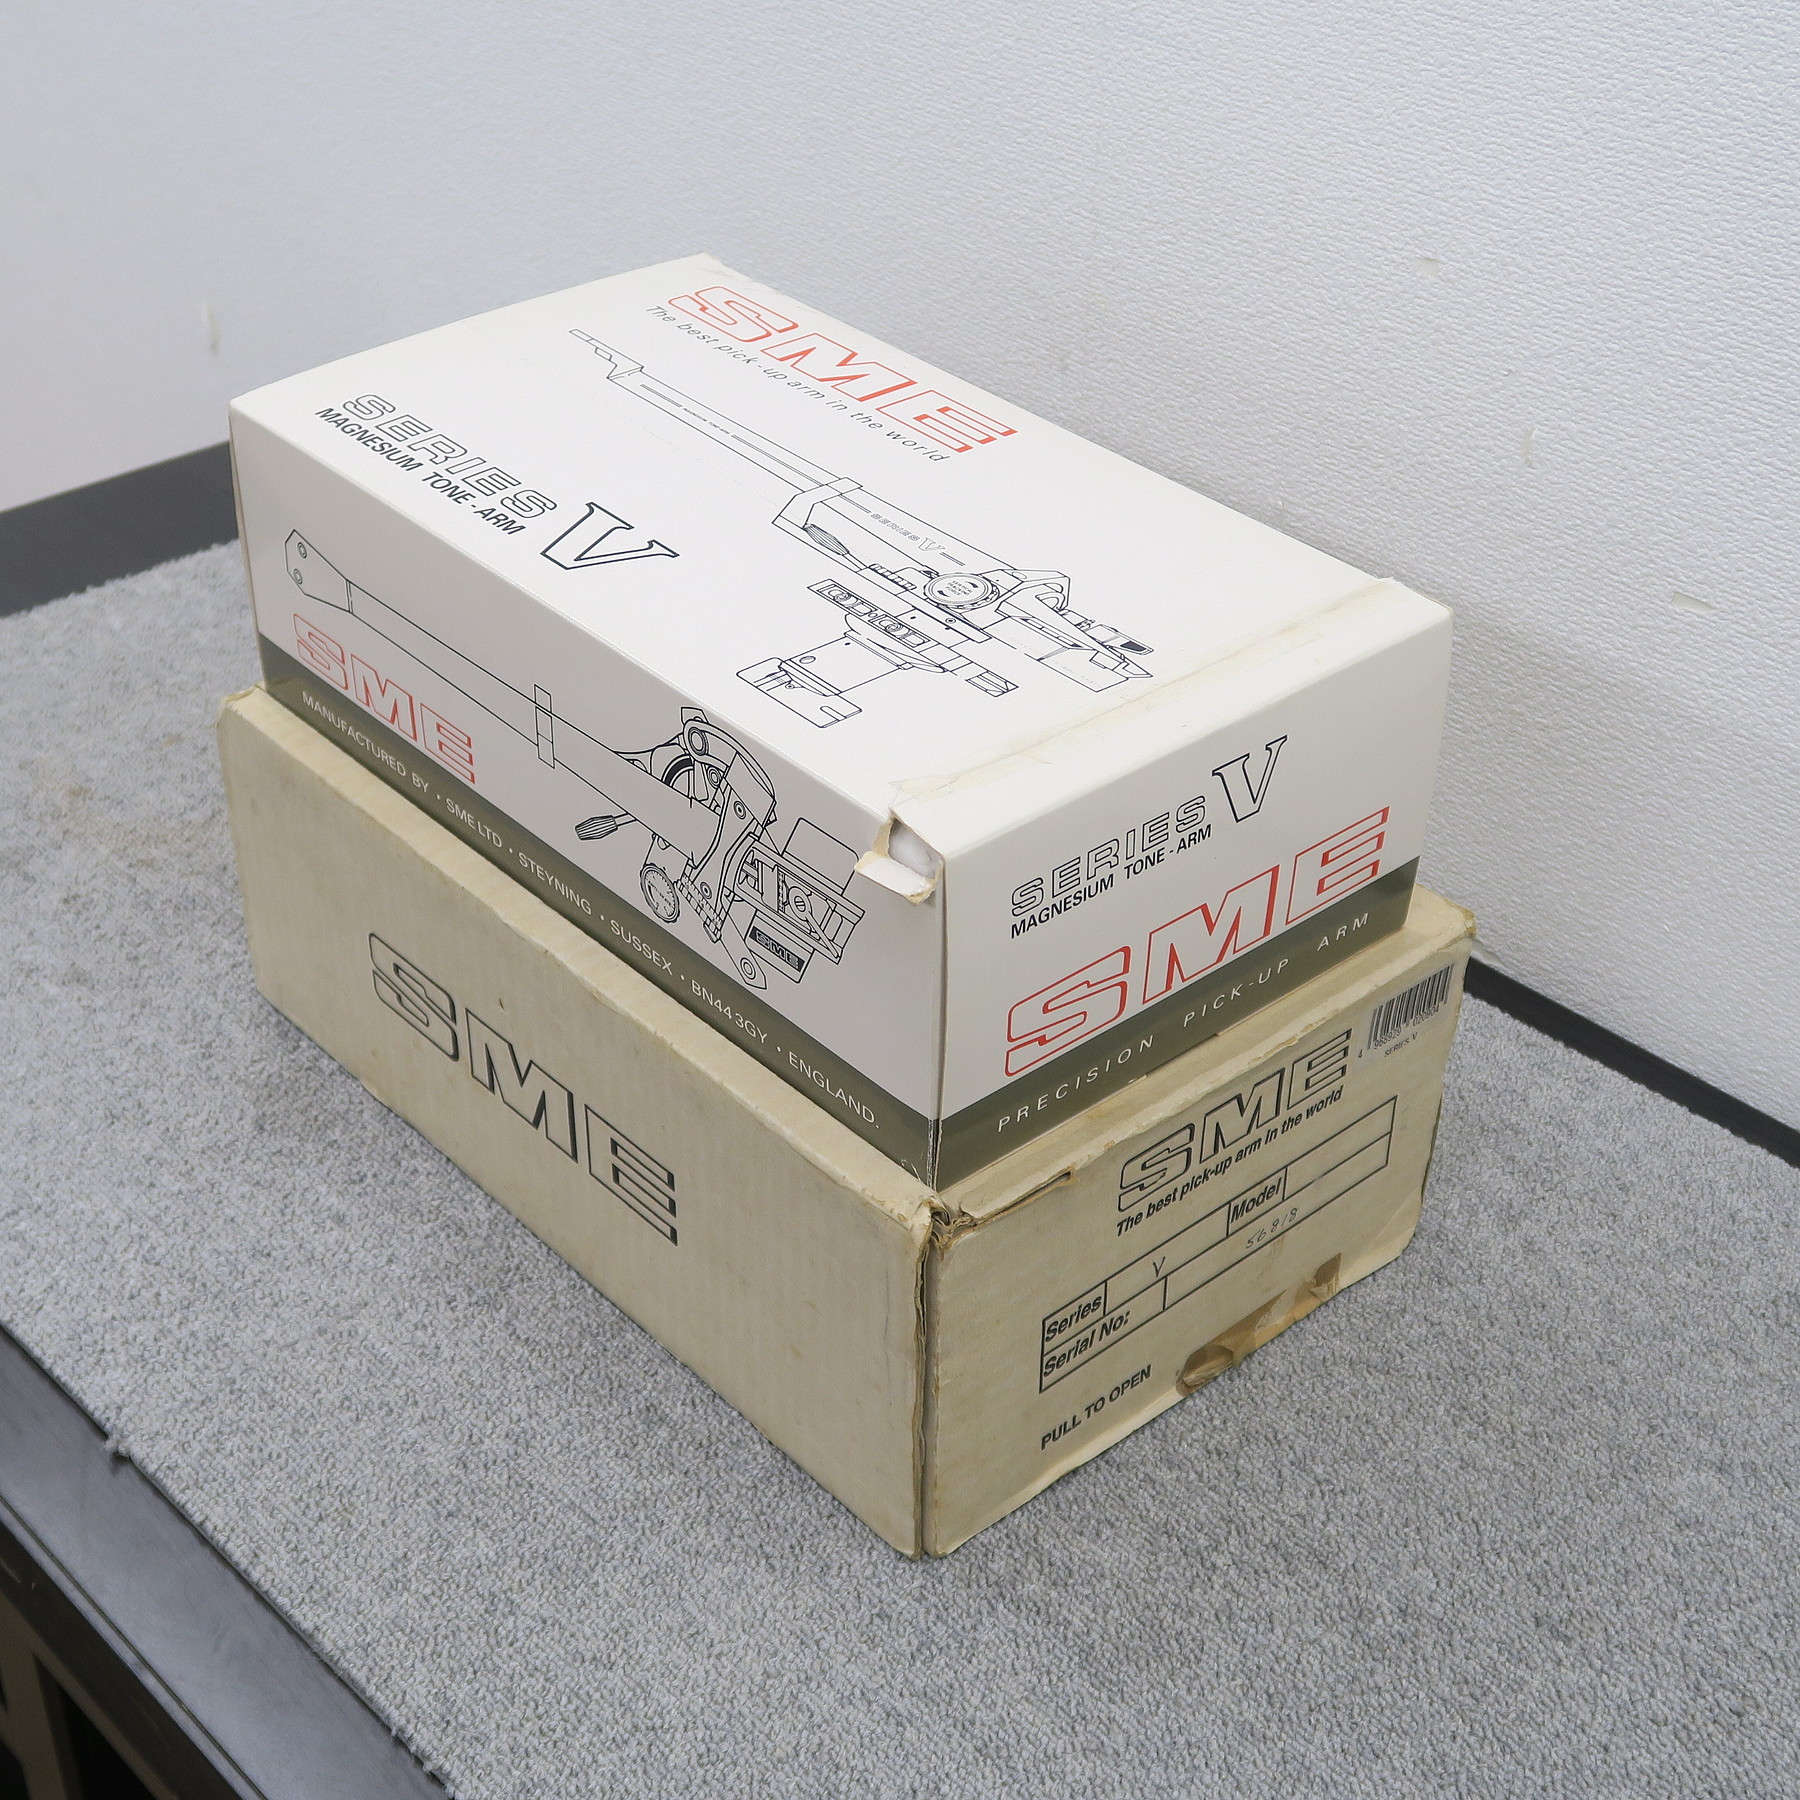 SME
The best pick-up arm in the world
SERIES V
SERIES V
MAGNESIUM TONE-ARM
SME
SME
MANUFACTURED BY · SME LTD · STEYNING · SUSSEX · BN44 3GY · ENGLAND.
SERIES V
MAGNESIUM TONE-ARM
SME
PRECISION PICK-UP ARM
SME
SERIES V
SME
The best pick-up arm in the world
Series V Model
Serial No: 56818
PULL TO OPEN